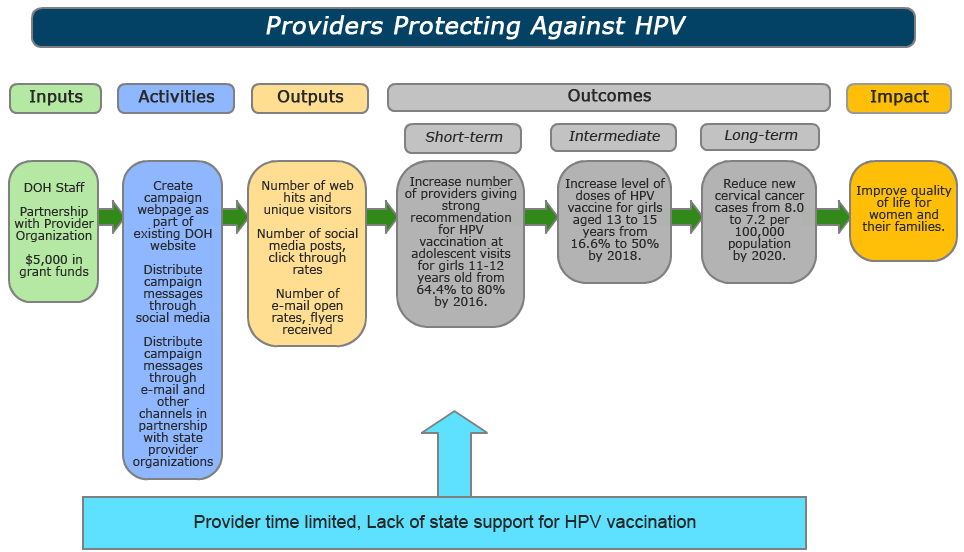 Providers Protecting Against HPV
Inputs
Activities
Outputs
Outcomes
Impact
Short-term
Intermediate
Long-term
DOH Staff
Partnership
with Provider
Organization
$5,000 in
grant funds
Create
campaign
webpage as
part of
existing DOH
website
Distribute
campaign
messages
through
social media
Distribute
campaign
messages
through
e-mail and
other
channels in
partnership
with state
provider
organizations
Number of web
hits and
unique visitors
Number of social
media posts,
click through
rates
Number of
e-mail open
rates, flyers
received
Increase number
of providers giving
strong
recommendation
for HPV
vaccination at
adolescent visits
for girls 11-12
years old from
64.4% to 80%
by 2016.
Increase level of
doses of HPV
vaccine for girls
aged 13 to 15
years from
16.6% to 50%
by 2018.
Reduce new
cervical cancer
cases from 8.0
to 7.2 per
100,000
population
by 2020.
Improve quality
of life for
women and
their families.
Provider time limited, Lack of state support for HPV vaccination